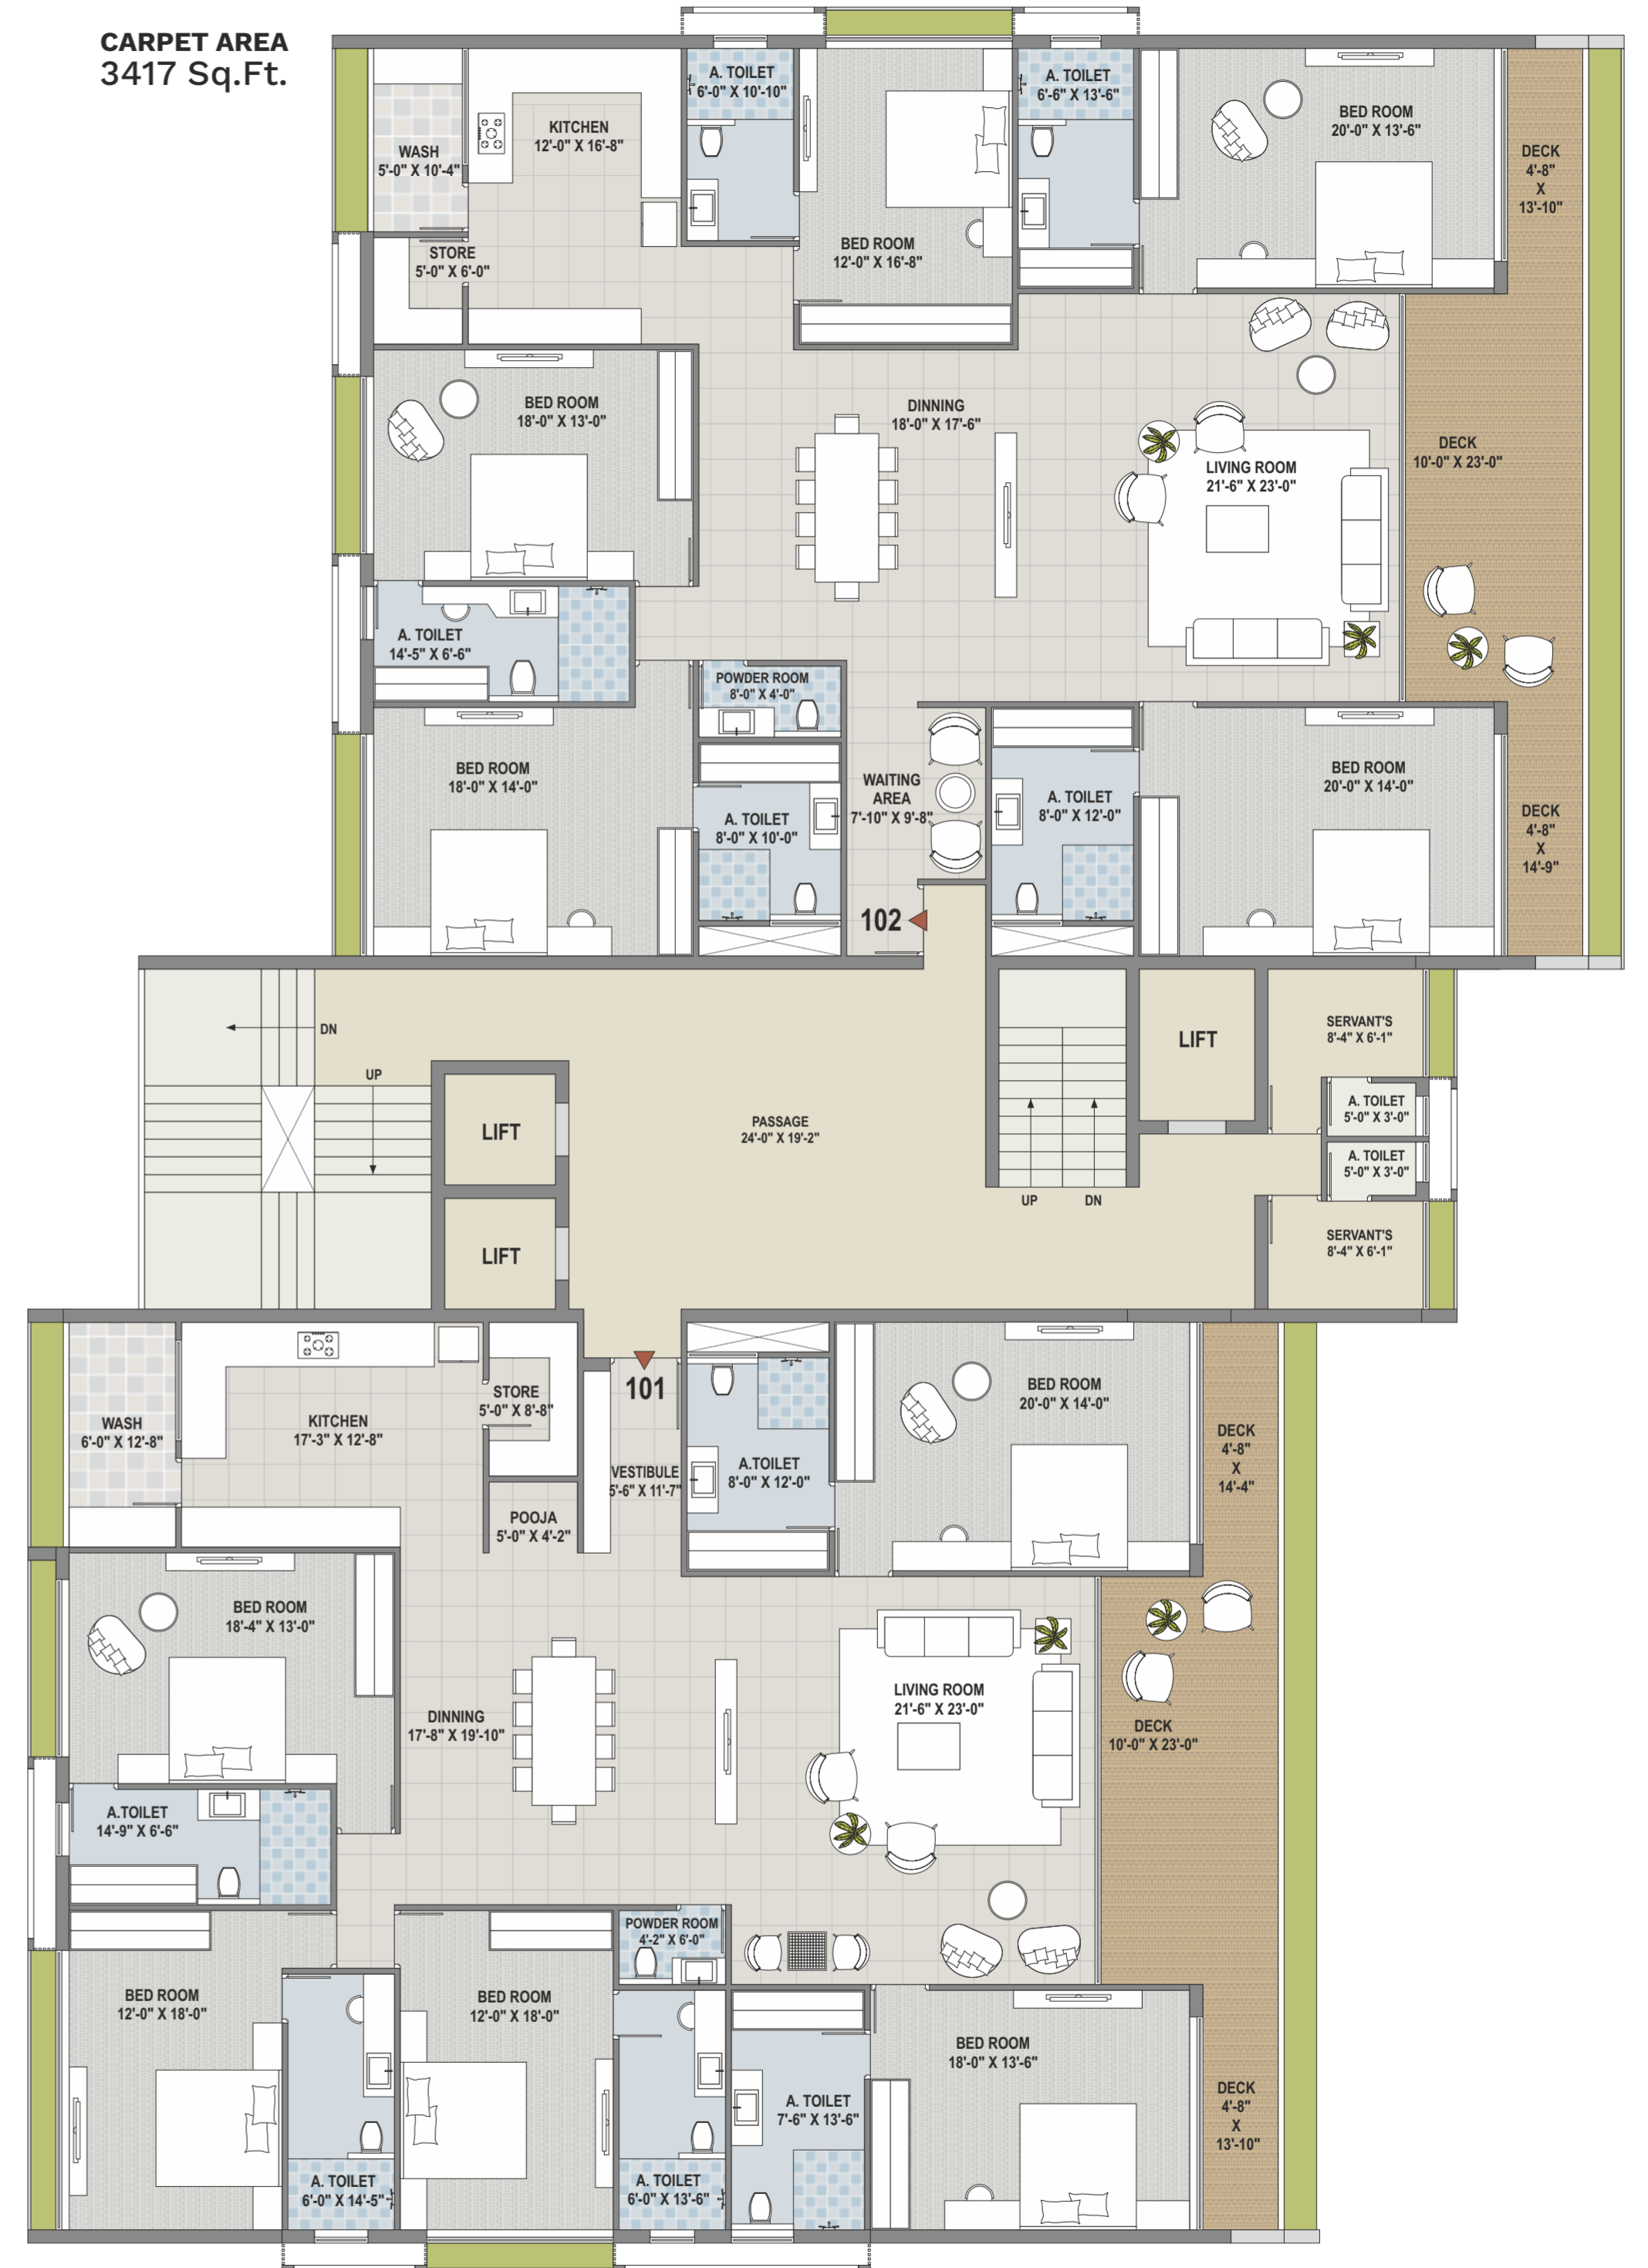 CARPET AREA
3417 Sq.Ft.
A. TOILET
6'-0" X 10'-10"
A. TOILET
6'-6" X 13'-6"
BED ROOM
20'-0" X 13'-6"
KITCHEN
12'-0" X 16'-8"
WASH
5'-0" X 10'-4"
DECK
4'-8"
X
13'-10"
BED ROOM
12'-0" X 16'-8"
STORE
5'-0" X 6'-0"
BED ROOM
18'-0" X 13'-0"
DINNING
18'-0" X 17'-6"
LIVING ROOM
21'-6" X 23'-0"
DECK
10'-0" X 23'-0"
A. TOILET
14'-5" X 6'-6"
POWDER ROOM
8'-0" X 4'-0"
BED ROOM
18'-0" X 14'-0"
WAITING
AREA
7'-10" X 9'-8"
A. TOILET
8'-0" X 12'-0"
BED ROOM
20'-0" X 14'-0"
A. TOILET
8'-0" X 10'-0"
DECK
4'-8"
X
14'-9"
102
DN
UP
LIFT
LIFT
PASSAGE
24'-0" X 19'-2"
UP
DN
LIFT
SERVANT'S
8'-4" X 6'-1"
A. TOILET
5'-0" X 3'-0"
A. TOILET
5'-0" X 3'-0"
SERVANT'S
8'-4" X 6'-1"
101
WASH
6'-0" X 12'-8"
KITCHEN
17'-3" X 12'-8"
STORE
5'-0" X 8'-8"
VESTIBULE
5'-6" X 11'-7"
POOJA
5'-0" X 4'-2"
A.TOILET
8'-0" X 12'-0"
BED ROOM
20'-0" X 14'-0"
DECK
4'-8"
X
14'-4"
BED ROOM
18'-4" X 13'-0"
DINNING
17'-8" X 19'-10"
LIVING ROOM
21'-6" X 23'-0"
DECK
10'-0" X 23'-0"
A.TOILET
14'-9" X 6'-6"
POWDER ROOM
4'-2" X 6'-0"
BED ROOM
12'-0" X 18'-0"
BED ROOM
12'-0" X 18'-0"
BED ROOM
18'-0" X 13'-6"
A. TOILET
7'-6" X 13'-6"
DECK
4'-8"
X
13'-10"
A. TOILET
6'-0" X 14'-5"
A. TOILET
6'-0" X 13'-6"